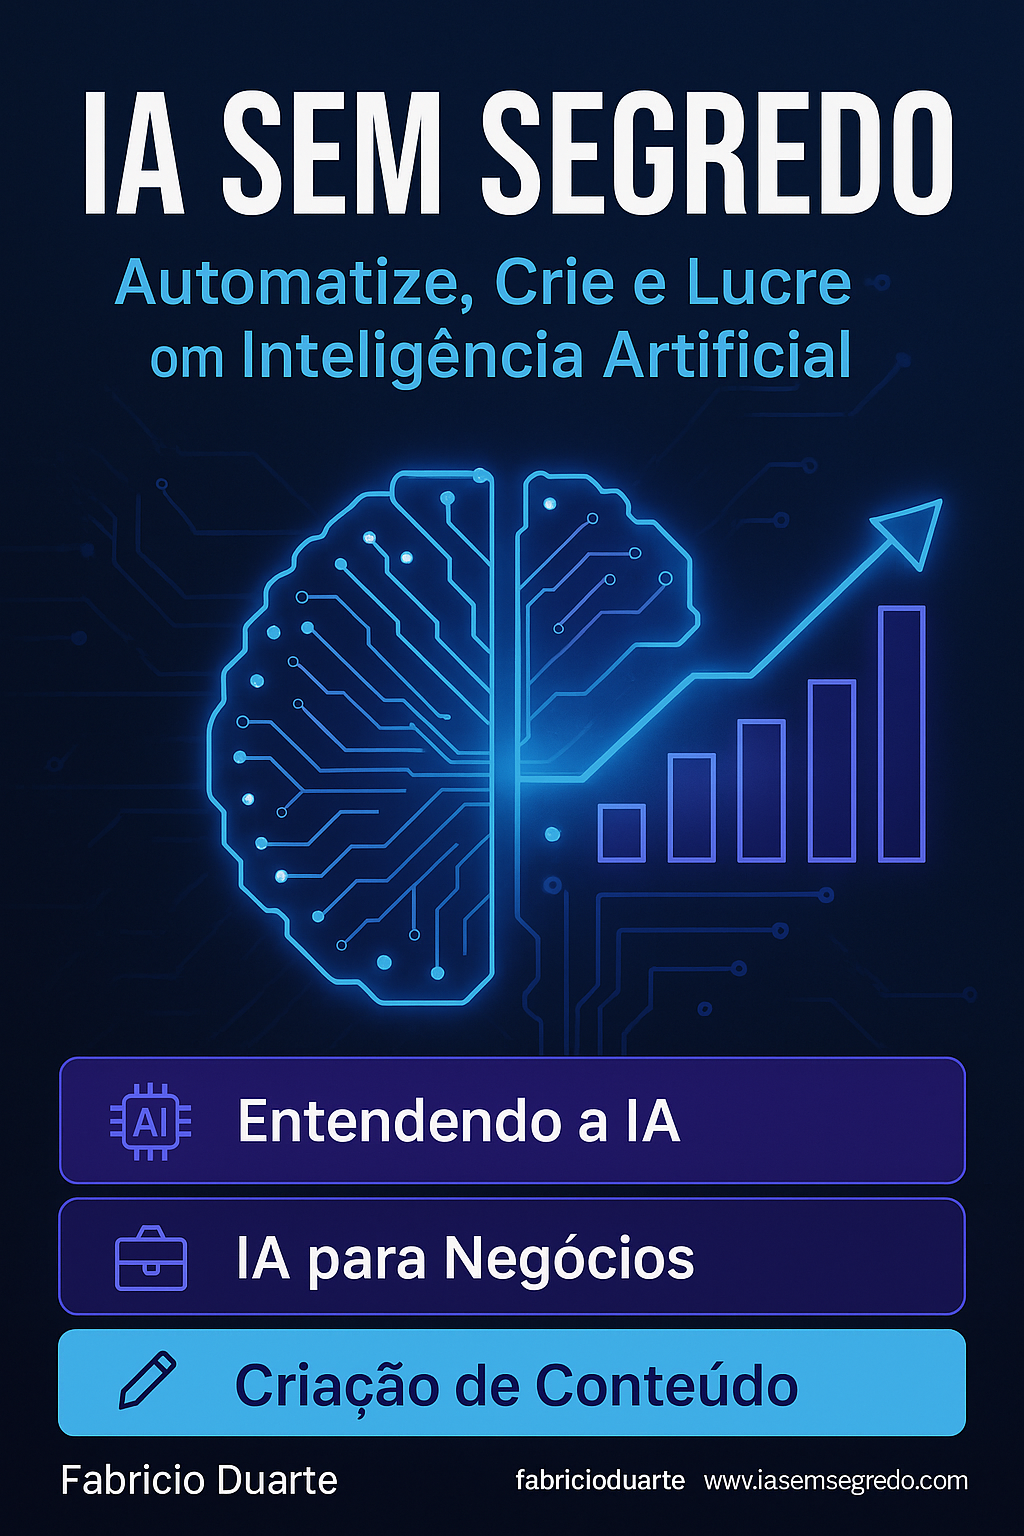 IA SEM SEGREDO
Automatize, Crie e Lucre
om Inteligência Artificial
AI
Entendendo a IA
IA para Negócios
Criação de Conteúdo
Fabricio Duarte
fabricioduarte wwv.iasemsegredo.com